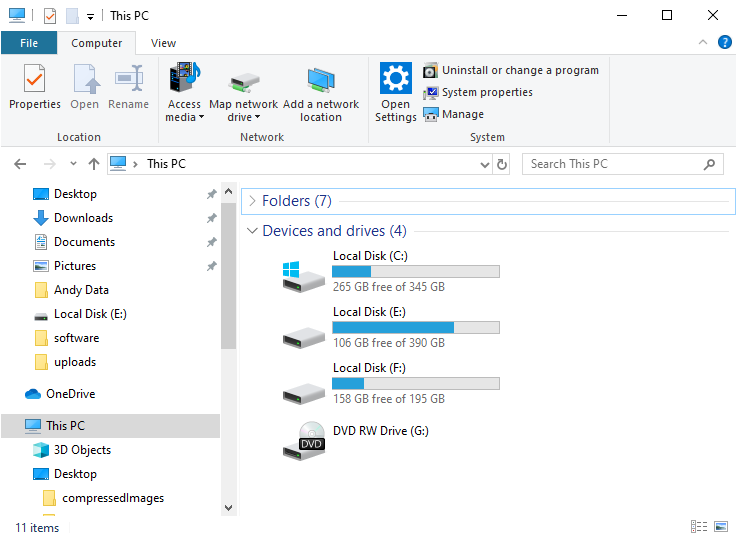 This PC
File
Computer
View
Properties
Open
Rename
Access media
Map network drive
Add a network location
Open Settings
Uninstall or change a program
System properties
Manage
Location
Network
System
This PC
Search This PC
Desktop
Downloads
Documents
Pictures
Andy Data
Local Disk (E:)
software
uploads
OneDrive
This PC
3D Objects
Desktop
compressedImages
Folders (7)
Devices and drives (4)
Local Disk (C:)
265 GB free of 345 GB
Local Disk (E:)
106 GB free of 390 GB
Local Disk (F:)
158 GB free of 195 GB
DVD
DVD RW Drive (G:)
11 items